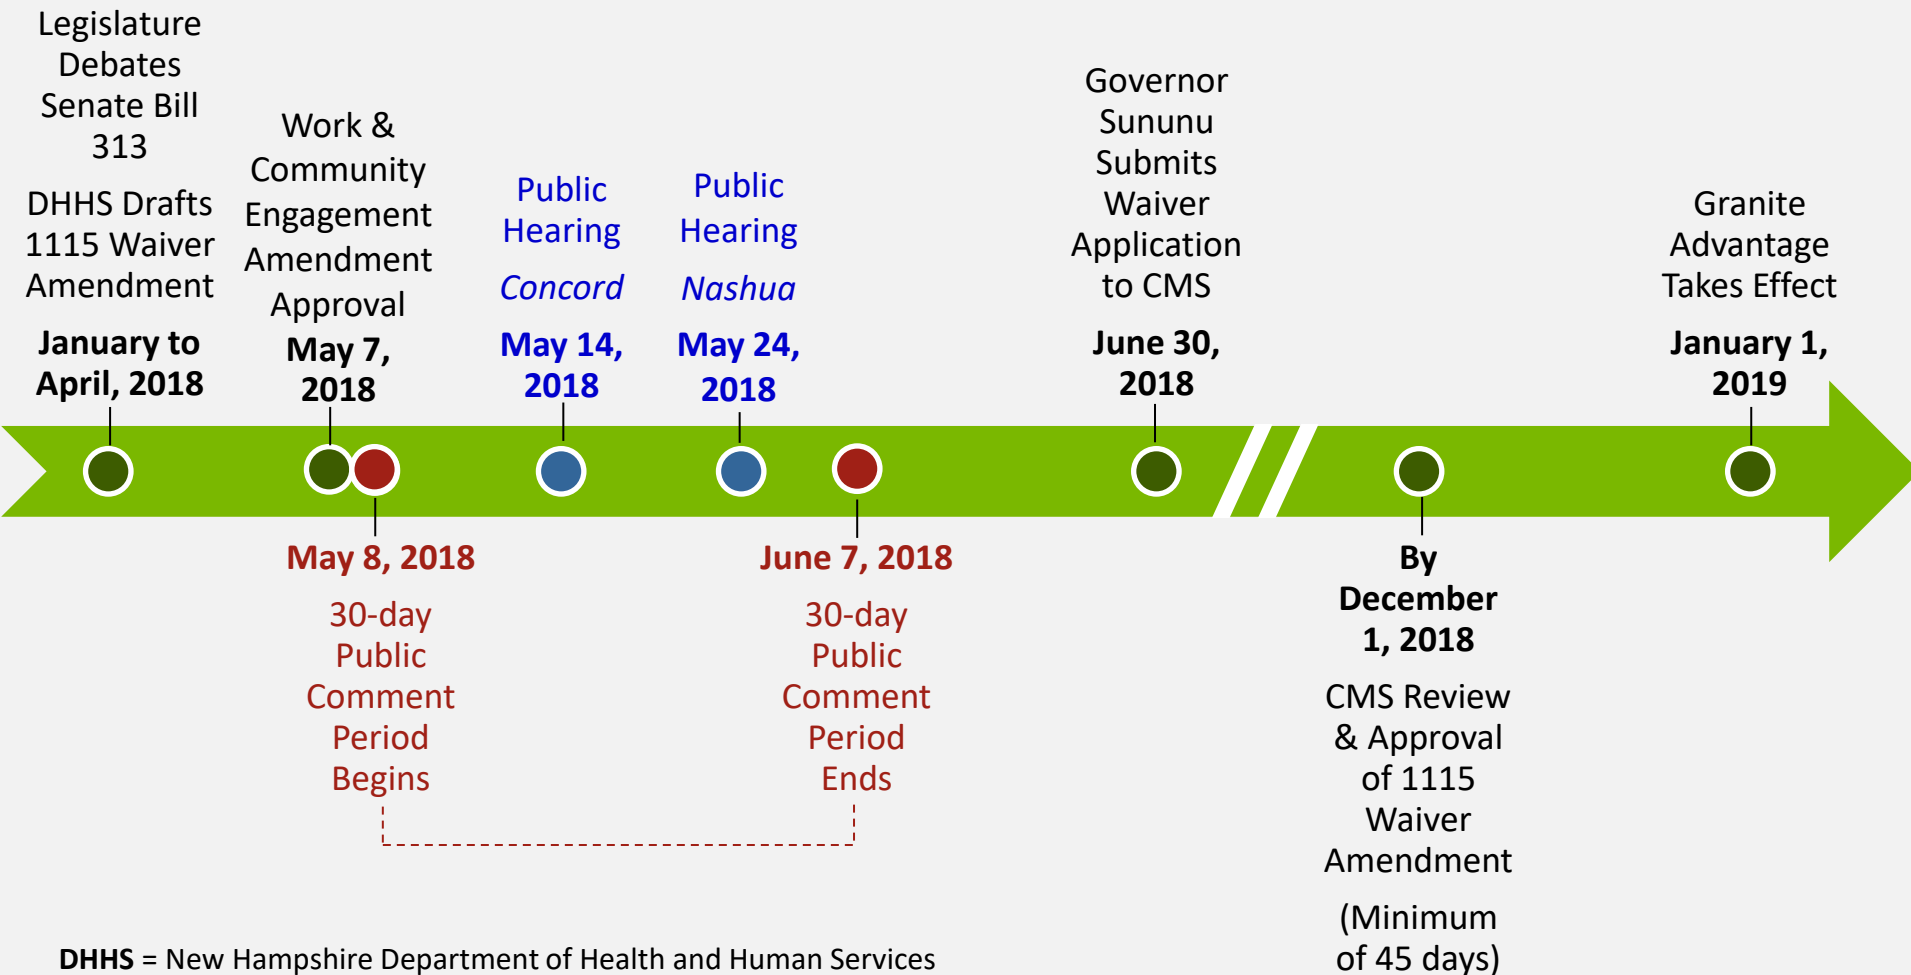 Legislature
Debates
Senate Bill
313
DHHS Drafts
1115 Waiver
Amendment
January to
April, 2018
Work &
Community
Engagement
Amendment
Approval
May 7,
2018
Public
Hearing
Concord
May 14,
2018
Public
Hearing
Nashua
May 24,
2018
Governor
Sununu
Submits
Waiver
Application
to CMS
June 30,
2018
Granite
Advantage
Takes Effect
January 1,
2019
May 8, 2018
30-day
Public
Comment
Period
Begins
June 7, 2018
30-day
Public
Comment
Period
Ends
By
December
1, 2018
CMS Review
& Approval
of 1115
Waiver
Amendment
(Minimum
of 45 days)
DHHS = New Hampshire Department of Health and Human Services